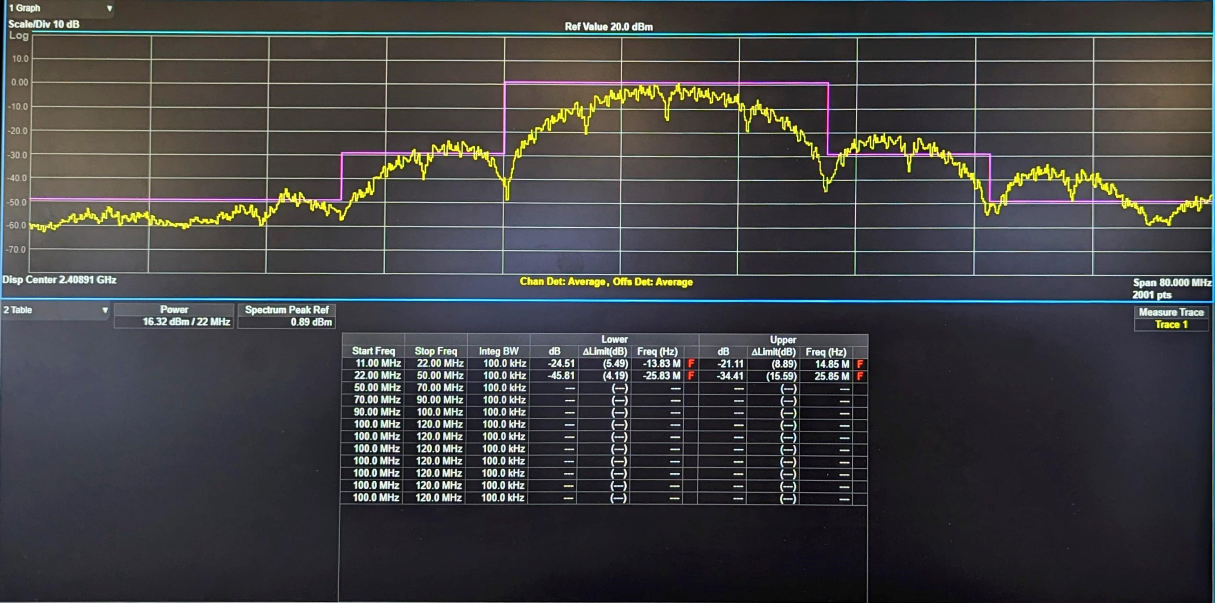 1 Graph ▼
Scale/Div 10 dB
Ref Value 20.0 dBm
Log
10.0
0.00
-10.0
-20.0
-30.0
-40.0
-50.0
-60.0
-70.0
Disp Center 2.40891 GHz
Chan Det: Average, Offs Det: Average
Span 80.000 MHz
2001 pts
2 Table ▼
Power
16.32 dBm / 22 MHz
Spectrum Peak Ref
0.89 dBm
Measure Trace
Trace 1
Lower Upper
Start Freq Stop Freq Integ BW dB ΔLimit(dB) Freq (Hz) dB ΔLimit(dB) Freq (Hz)
11.00 MHz 22.00 MHz 100.0 kHz -24.51 (5.49) -13.83 M F -21.11 (8.89) 14.85 M F
22.00 MHz 50.00 MHz 100.0 kHz -45.81 (4.19) -25.83 M F -34.41 (15.59) 25.85 M F
50.00 MHz 70.00 MHz 100.0 kHz --- (---) --- --- (---) ---
70.00 MHz 90.00 MHz 100.0 kHz --- (---) --- --- (---) ---
90.00 MHz 100.0 MHz 100.0 kHz --- (---) --- --- (---) ---
100.0 MHz 120.0 MHz 100.0 kHz --- (---) --- --- (---) ---
100.0 MHz 120.0 MHz 100.0 kHz --- (---) --- --- (---) ---
100.0 MHz 120.0 MHz 100.0 kHz --- (---) --- --- (---) ---
100.0 MHz 120.0 MHz 100.0 kHz --- (---) --- --- (---) ---
100.0 MHz 120.0 MHz 100.0 kHz --- (---) --- --- (---) ---
100.0 MHz 120.0 MHz 100.0 kHz --- (---) --- --- (---) ---
100.0 MHz 120.0 MHz 100.0 kHz --- (---) --- --- (---) ---